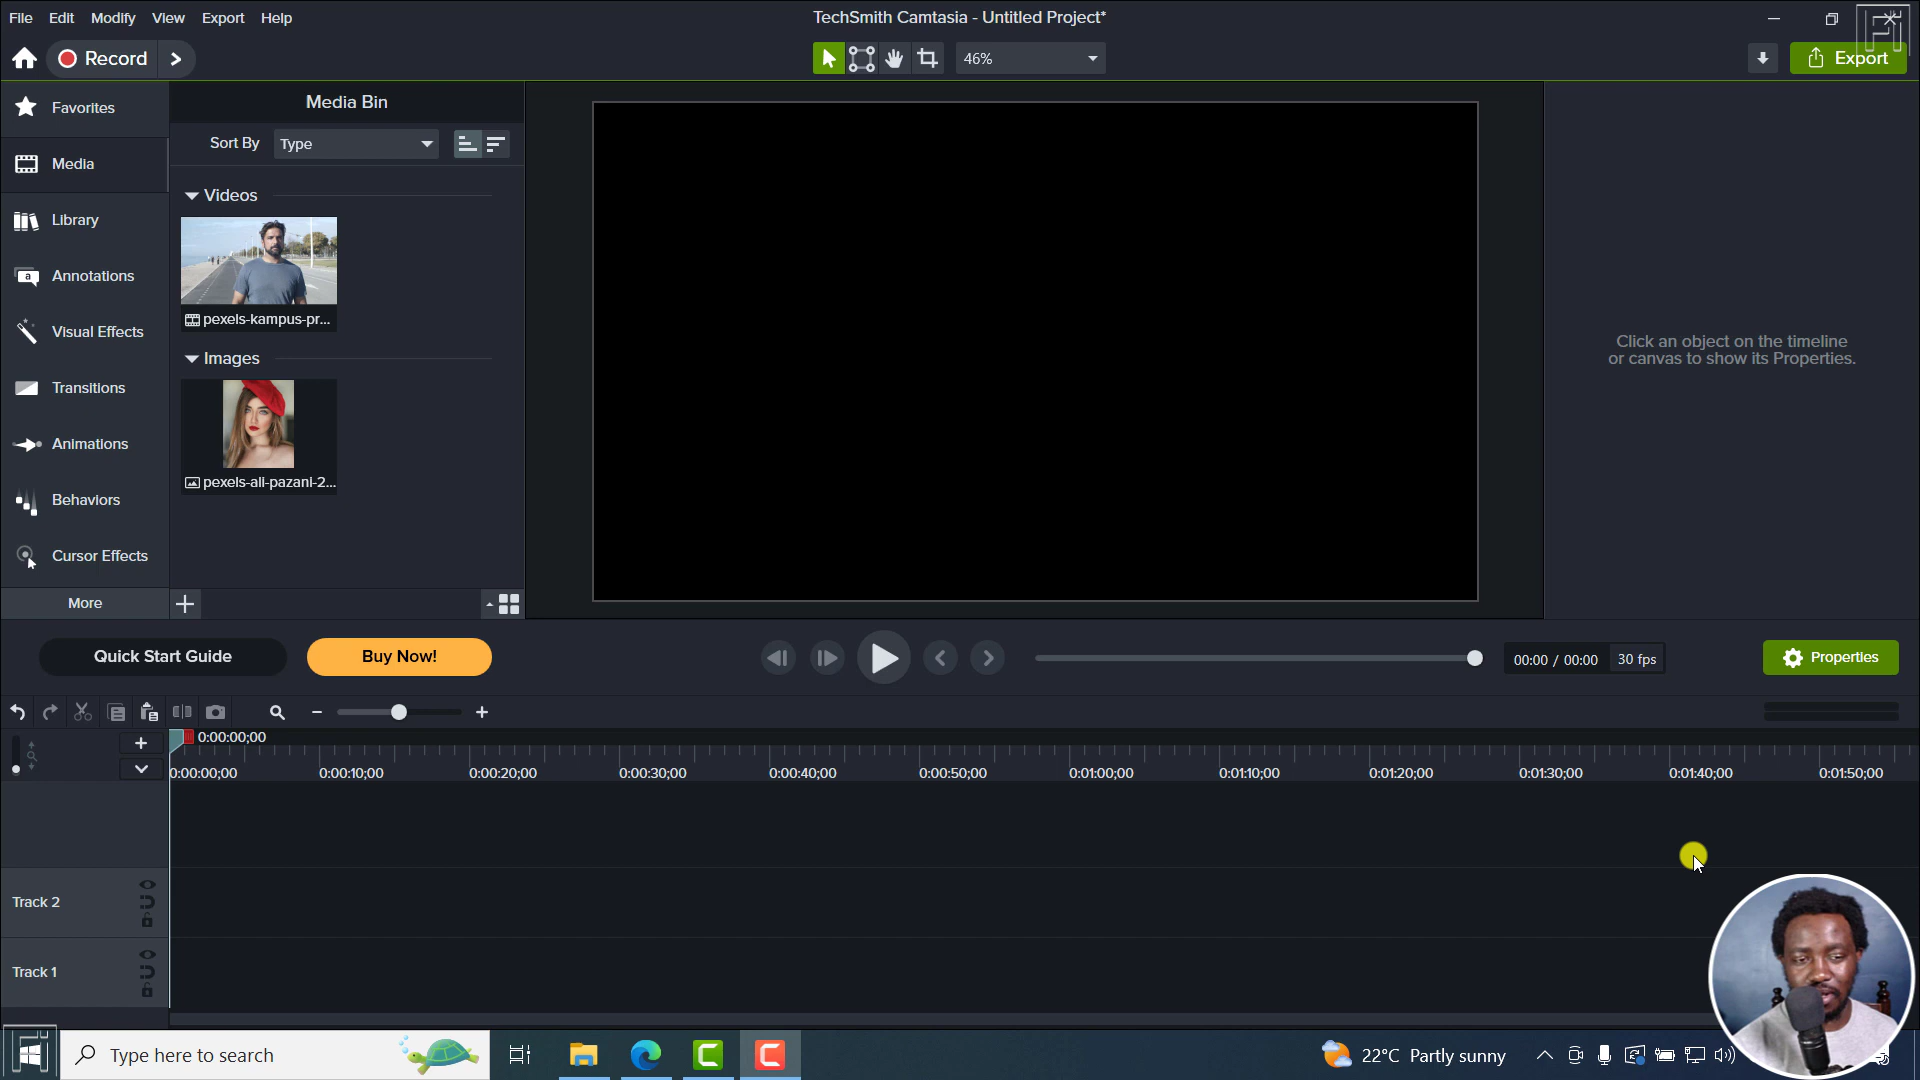 File Edit Modify View Export Help
TechSmith Camtasia - Untitled Project*
Record
46%
Export
Favorites
Media
Library
Annotations
Visual Effects
Transitions
Animations
Behaviors
Cursor Effects
More
Media Bin
Sort By Type
Videos
pexels-kampus-pr...
Images
pexels-ali-pazani-2...
Click an object on the timeline
or canvas to show its Properties.
Quick Start Guide
Buy Now!
00:00 / 00:00 30 fps
Properties
0:00:00;00
0:00:00;00 0:00:10;00 0:00:20;00 0:00:30;00 0:00:40;00 0:00:50;00 0:01:00;00 0:01:10;00 0:01:20;00 0:01:30;00 0:01:40;00 0:01:50;00
Track 2
Track 1
Type here to search
22°C Partly sunny